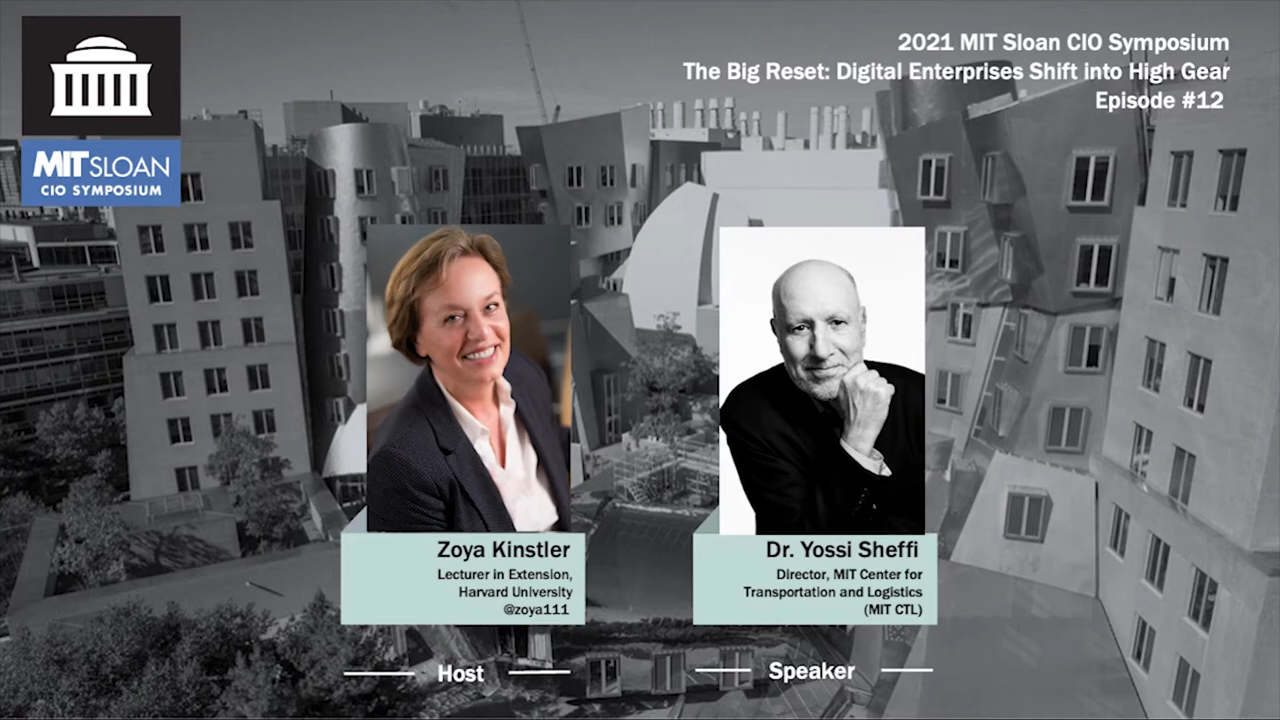 2021 MIT Sloan CIO Symposium
The Big Reset: Digital Enterprises Shift into High Gear
Episode #12
MIT SLOAN
CIO SYMPOSIUM
Zoya Kinstler
Lecturer in Extension,
Harvard University
@zoya111
Host
Dr. Yossi Sheffi
Director, MIT Center for
Transportation and Logistics
(MIT CTL)
Speaker